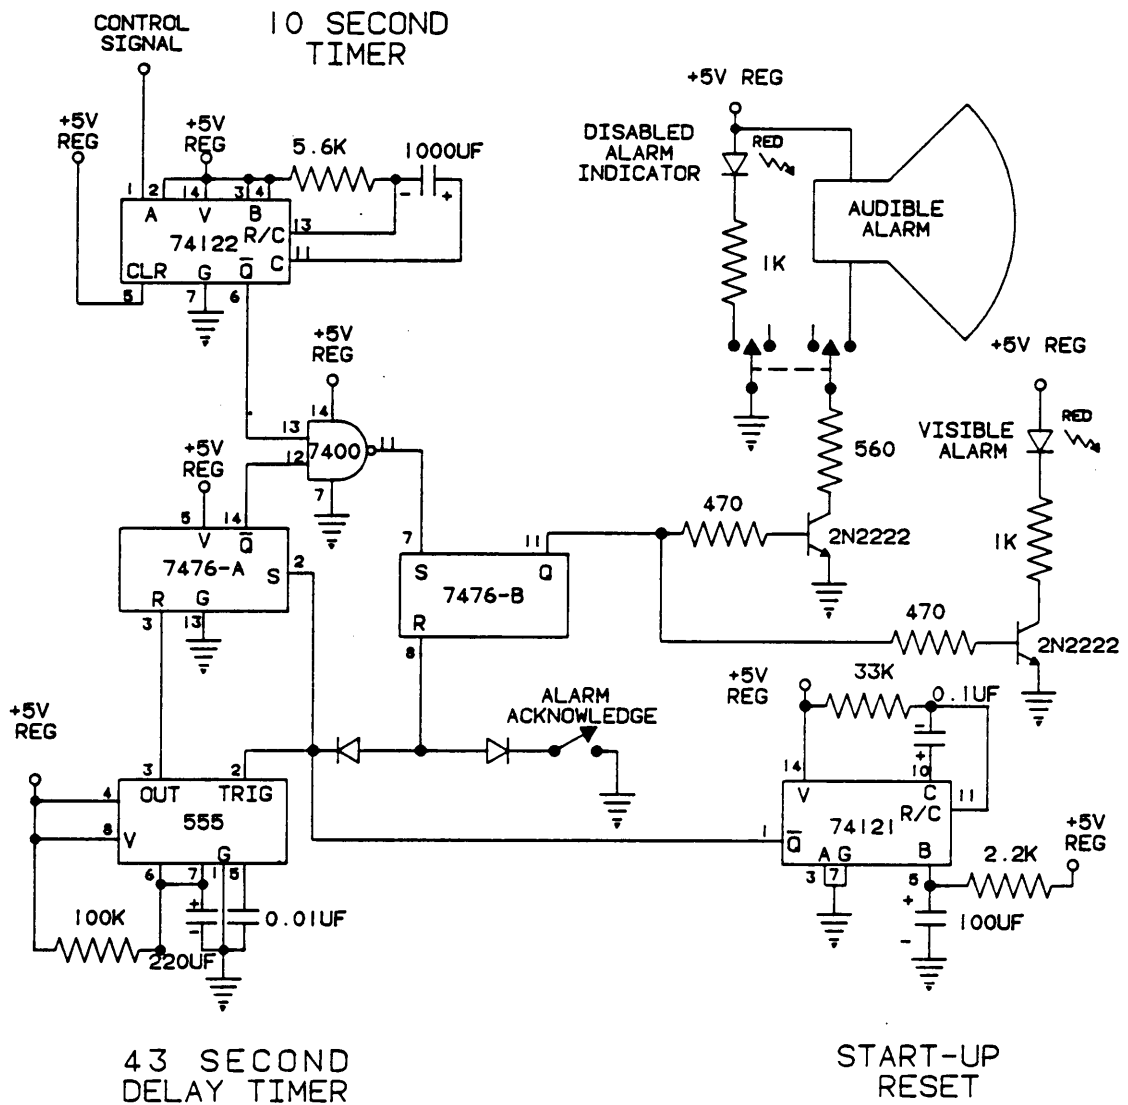 CONTROL
SIGNAL
10 SECOND
TIMER
+5V
REG
+5V
REG
5.6K
1000UF
-
+
1
2
14
3
4
A
V
B
R/C
13
74122
C
11
CLR
G
Q
5
7
6
+5V REG
DISABLED
ALARM
INDICATOR
RED
1K
AUDIBLE
ALARM
+5V REG
RED
VISIBLE
ALARM
1K
+5V
REG
14
13
7400
11
12
7
+5V
REG
5
14
V
Q
7476-A
S
2
R
G
3
13
7
S
11
Q
7476-B
R
8
560
470
2N2222
470
2N2222
ALARM
ACKNOWLEDGE
+5V
REG
3
2
4
OUT
TRIG
555
8
V
G
6
7
1
5
+
-
100K
220UF
0.01UF
+5V
REG
33K
0.1UF
-
+
14
10
V
C
R/C
11
74121
1
Q
A
G
B
3
7
5
2.2K
+5V
REG
+
100UF
-
43 SECOND
DELAY TIMER
START-UP
RESET